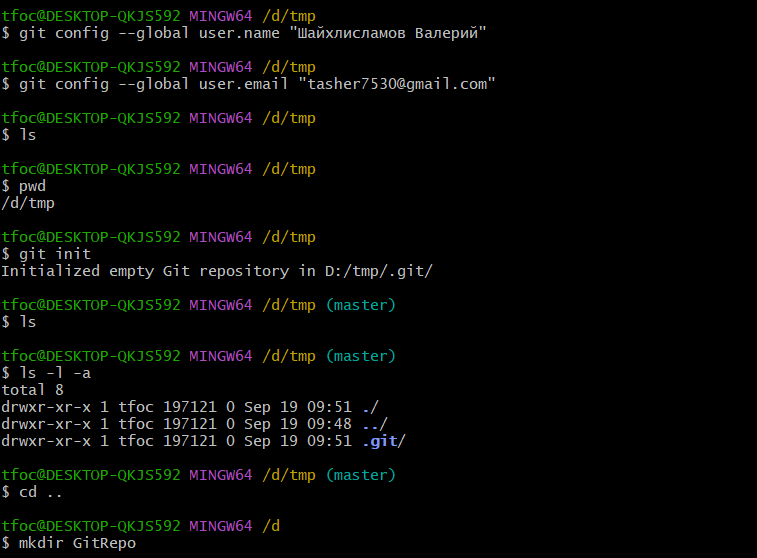 tfoc@DESKTOP-QKJS592 MINGW64 /d/tmp
$ git config --global user.name "Шайхлисламов Валерий"
tfoc@DESKTOP-QKJS592 MINGW64 /d/tmp
$ git config --global user.email "tasher7530@gmail.com"
tfoc@DESKTOP-QKJS592 MINGW64 /d/tmp
$ ls
tfoc@DESKTOP-QKJS592 MINGW64 /d/tmp
$ pwd
/d/tmp
tfoc@DESKTOP-QKJS592 MINGW64 /d/tmp
$ git init
Initialized empty Git repository in D:/tmp/.git/
tfoc@DESKTOP-QKJS592 MINGW64 /d/tmp (master)
$ ls
tfoc@DESKTOP-QKJS592 MINGW64 /d/tmp (master)
$ ls -l -a
total 8
drwxr-xr-x 1 tfoc 197121 0 Sep 19 09:51 ./
drwxr-xr-x 1 tfoc 197121 0 Sep 19 09:48 ../
drwxr-xr-x 1 tfoc 197121 0 Sep 19 09:51 .git/
tfoc@DESKTOP-QKJS592 MINGW64 /d/tmp (master)
$ cd ..
tfoc@DESKTOP-QKJS592 MINGW64 /d
$ mkdir GitRepo